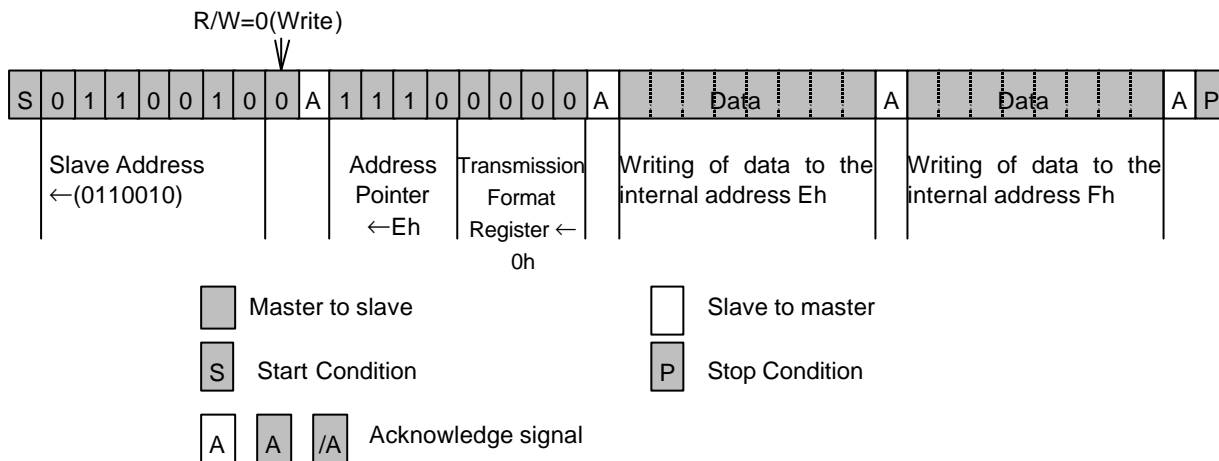 R/W=0(Write)
S 0 1 1 0 0 1 0 0 A 1 1 1 0 0 0 0 0 A Data A Data A P
Slave Address
←(0110010)
Address
Pointer
←Eh
Transmission
Format
Register ←
0h
Writing of data to the
internal address Eh
Writing of data to the
internal address Fh
Master to slave
Slave to master
S Start Condition
P Stop Condition
A A /A Acknowledge signal